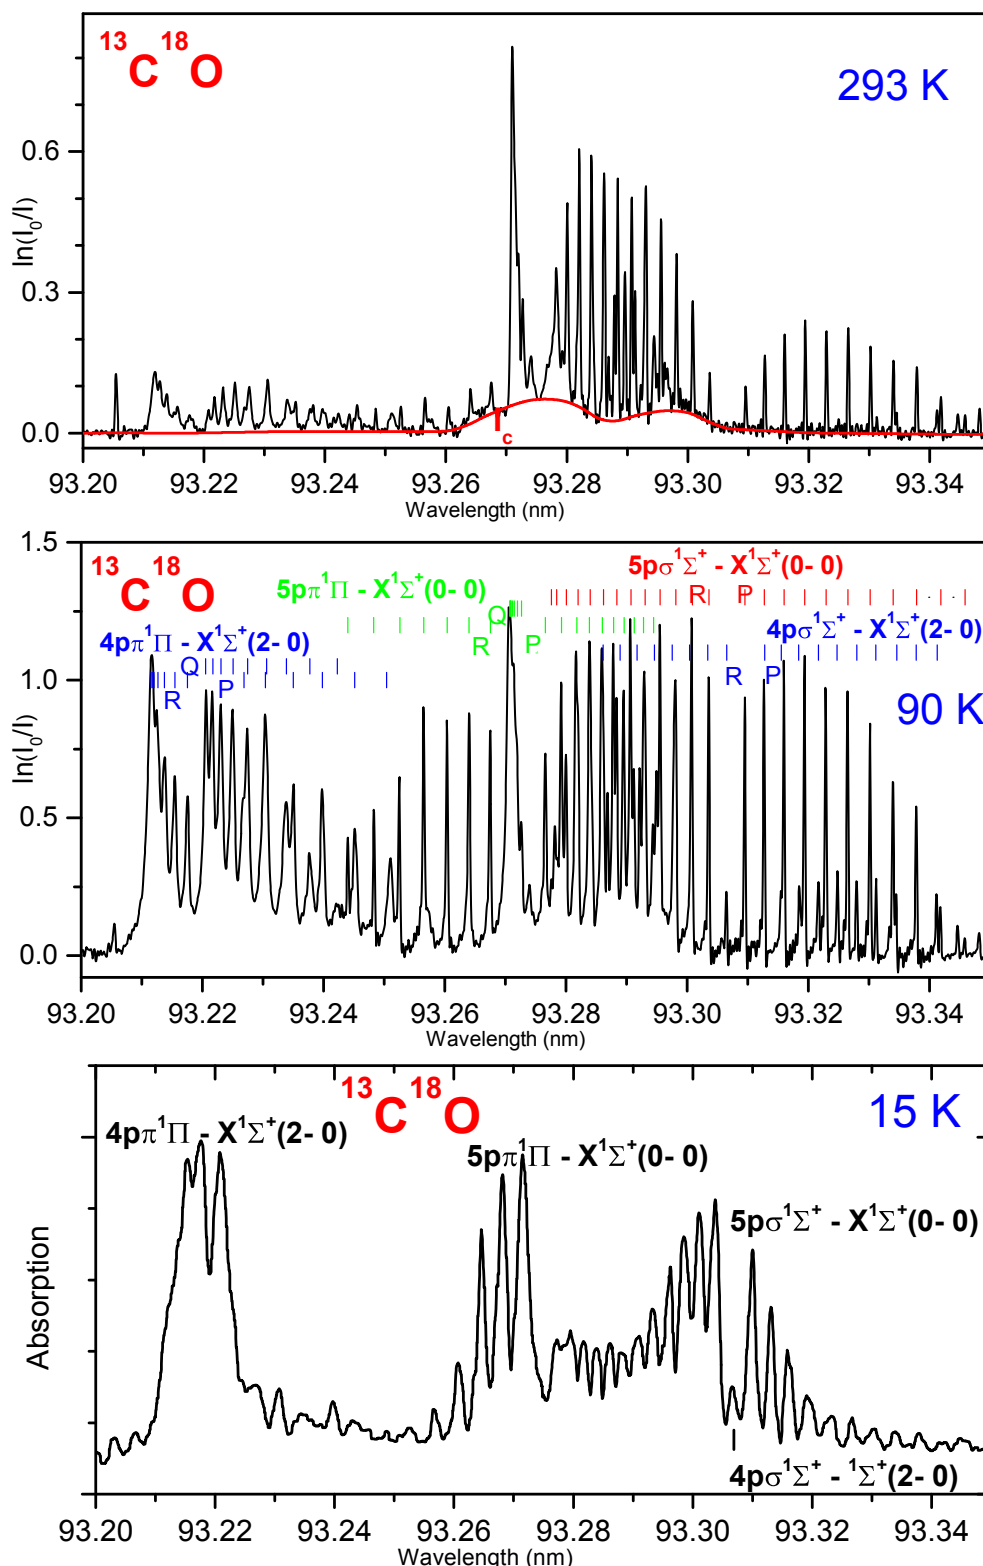 13C18O
293 K
ln(I0/I)
0.6
0.3
0.0
Ic
93.20 93.22 93.24 93.26 93.28 93.30 93.32 93.34
Wavelength (nm)
1.5
13C18O
5pσ1Σ+ - X1Σ+(0-0)
5pπ1Π - X1Σ+(0-0)
R P
Q
4pπ1Π - X1Σ+(2-0)
R P
4pσ1Σ+ - X1Σ+(2-0)
Q
R P
R P
90 K
ln(I0/I)
1.0
0.5
0.0
93.20 93.22 93.24 93.26 93.28 93.30 93.32 93.34
Wavelength (nm)
13C18O
15 K
4pπ1Π - X1Σ+(2-0)
5pπ1Π - X1Σ+(0-0)
5pσ1Σ+ - X1Σ+(0-0)
Absorption
4pσ1Σ+ - 1Σ+(2-0)
93.20 93.22 93.24 93.26 93.28 93.30 93.32 93.34
Wavelength (nm)